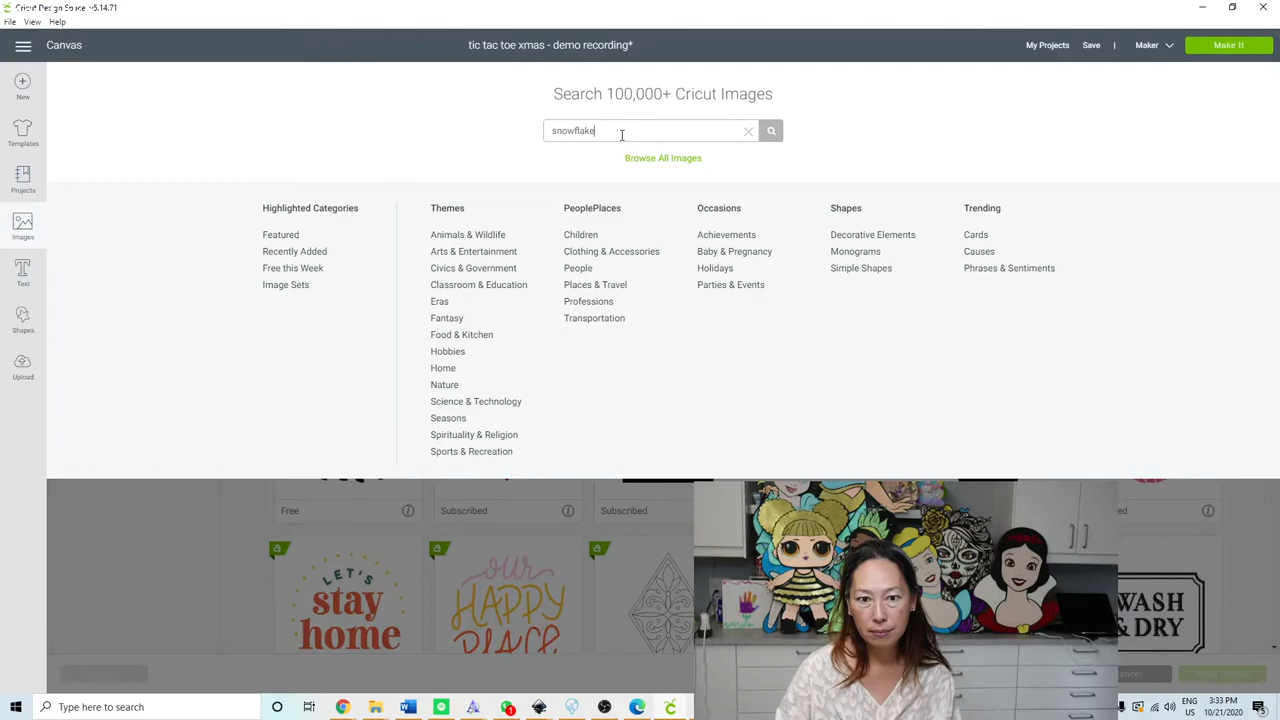 Cricut Design Space v6.14.71
File View Help
Canvas
tic tac toe xmas - demo recording*
My Projects Save | Maker Make It
New
Templates
Projects
Images
Text
Shapes
Upload
Search 100,000+ Cricut Images
snowflake
Browse All Images
Highlighted Categories
Featured
Recently Added
Free this Week
Image Sets
Themes
Animals & Wildlife
Arts & Entertainment
Civics & Government
Classroom & Education
Eras
Fantasy
Food & Kitchen
Hobbies
Home
Nature
Science & Technology
Seasons
Spirituality & Religion
Sports & Recreation
PeoplePlaces
Children
Clothing & Accessories
People
Places & Travel
Professions
Transportation
Occasions
Achievements
Baby & Pregnancy
Holidays
Parties & Events
Shapes
Decorative Elements
Monograms
Simple Shapes
Trending
Cards
Causes
Phrases & Sentiments
Free
Subscribed
Subscribed
LET'S
stay
home
our
HAPPY
PLACE
WASH
& DRY
Type here to search
ENG
US
3:33 PM
10/21/2020